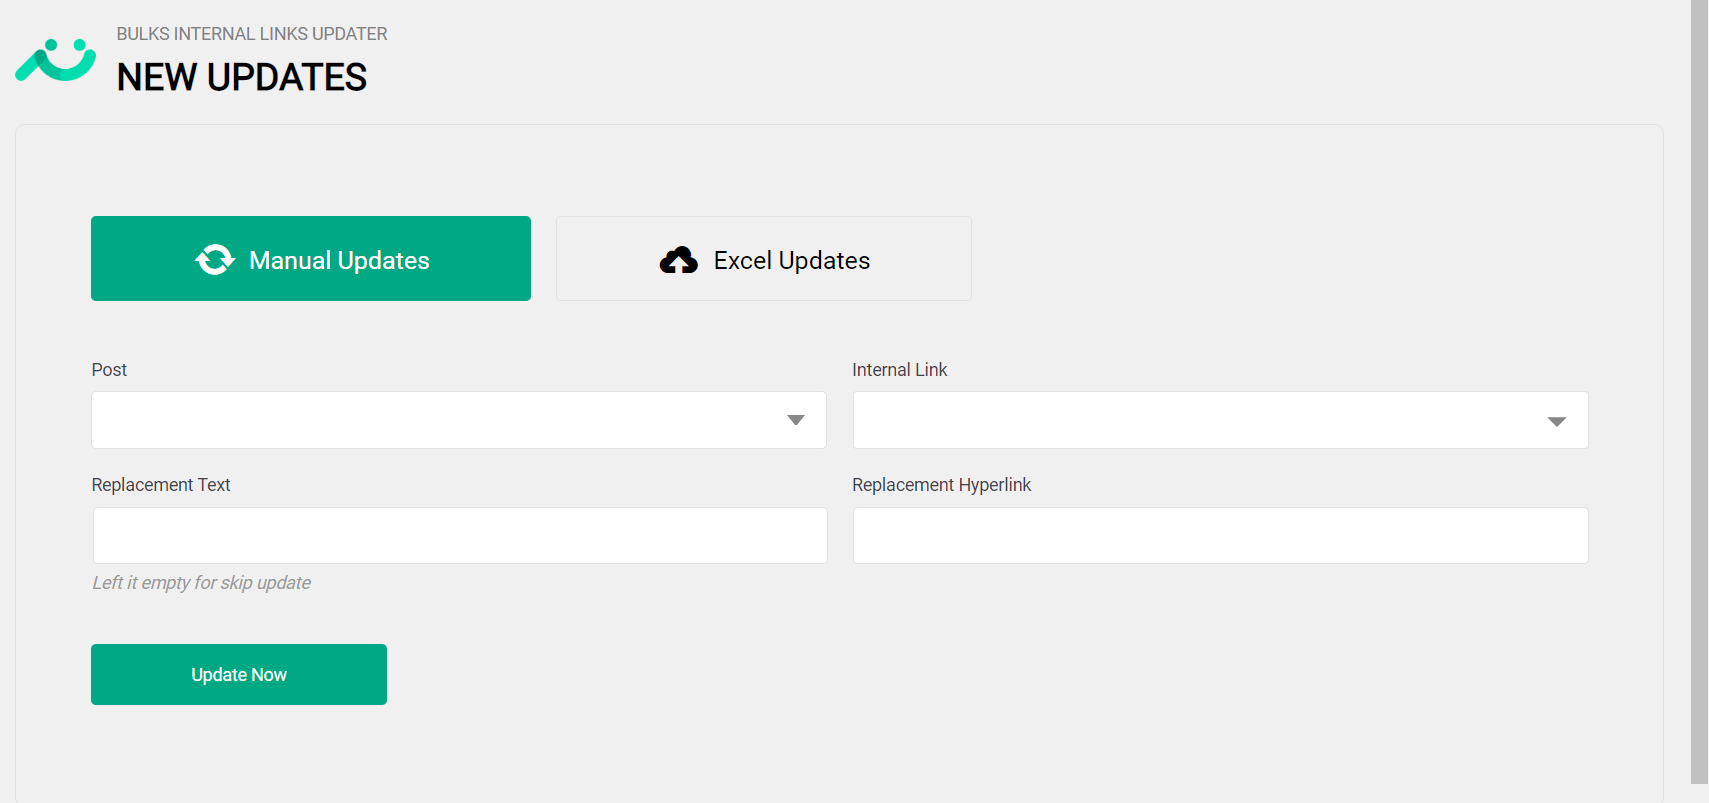 BULKS INTERNAL LINKS UPDATER
NEW UPDATES
Manual Updates
Excel Updates
Post
Internal Link
Replacement Text
Replacement Hyperlink
Left it empty for skip update
Update Now